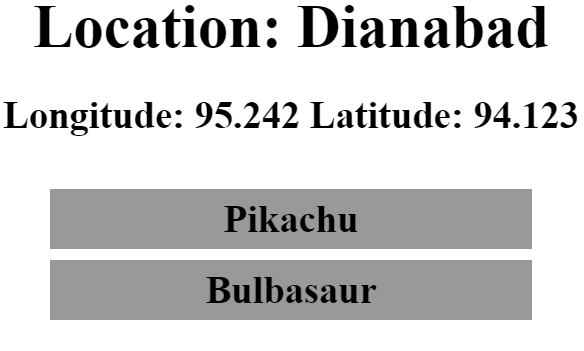 Location: Dianabad
Longitude: 95.242 Latitude: 94.123
Pikachu
Bulbasaur